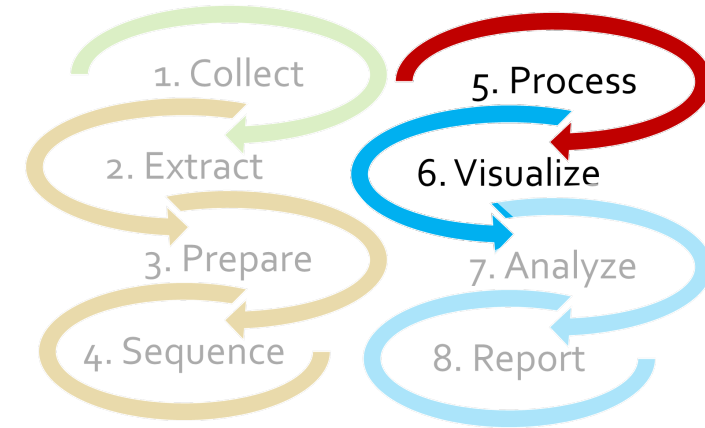 1. Collect
2. Extract
3. Prepare
4. Sequence
5. Process
6. Visualize
7. Analyze
8. Report